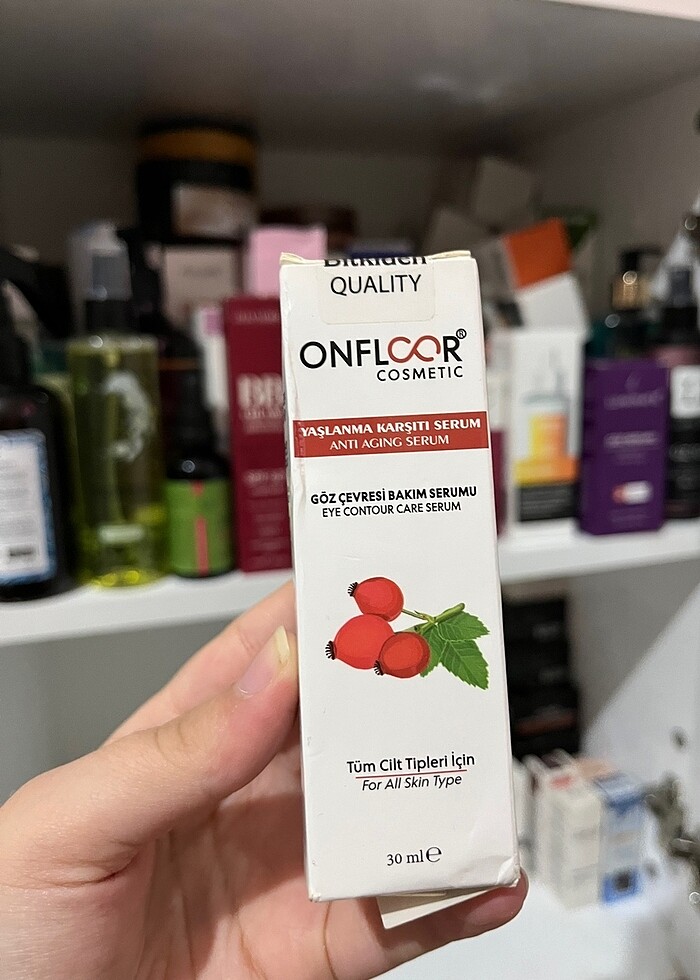 Bitkiden
QUALITY
ONFLOOR®
COSMETIC
YAŞLANMA KARŞITI SERUM
ANTI AGING SERUM
GÖZ ÇEVRESİ BAKIM SERUMU
EYE CONTOUR CARE SERUM
Tüm Cilt Tipleri İçin
For All Skin Type
30 ml℮
BB